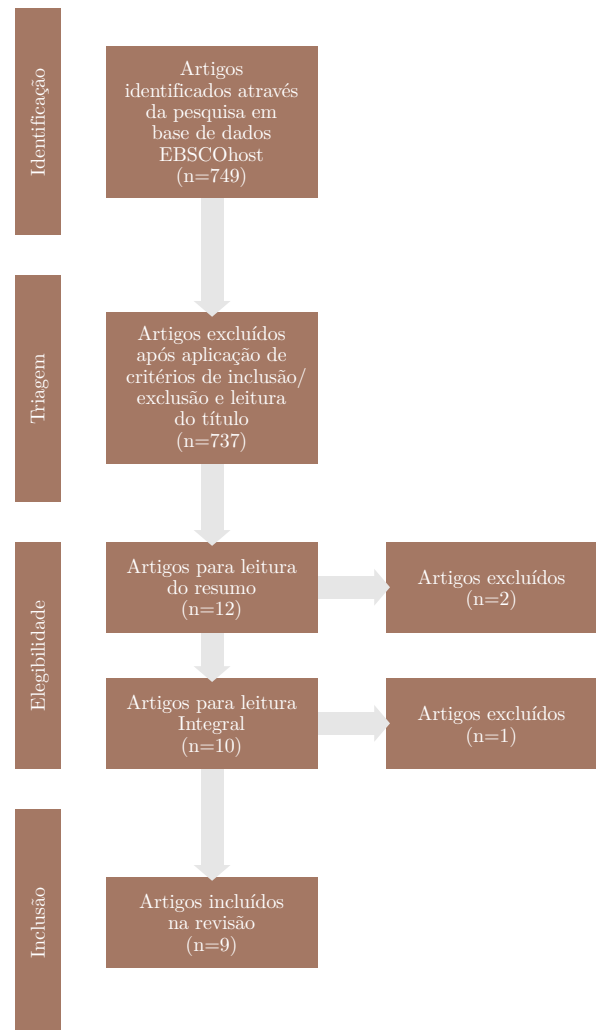 Identificação
Artigos
identificados através
da pesquisa em
base de dados
EBSCOhost
(n=749)
Triagem
Artigos excluídos
após aplicação de
critérios de inclusão/
exclusão e leitura
do título
(n=737)
Elegibilidade
Artigos para leitura
do resumo
(n=12)
Artigos excluídos
(n=2)
Artigos para leitura
Integral
(n=10)
Artigos excluídos
(n=1)
Inclusão
Artigos incluídos
na revisão
(n=9)